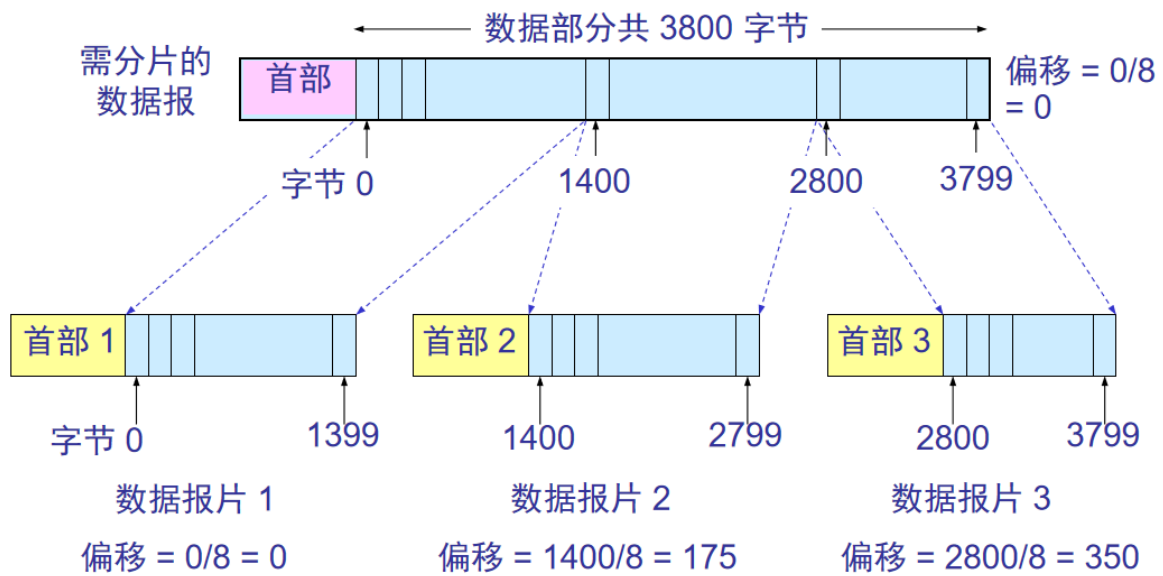 数据部分共 3800 字节
需分片的
数据报
首部
偏移 = 0/8
= 0
字节 0
1400
2800
3799
首部 1
首部 2
首部 3
字节 0
1399
1400
2799
2800
3799
数据报片 1
数据报片 2
数据报片 3
偏移 = 0/8 = 0
偏移 = 1400/8 = 175
偏移 = 2800/8 = 350